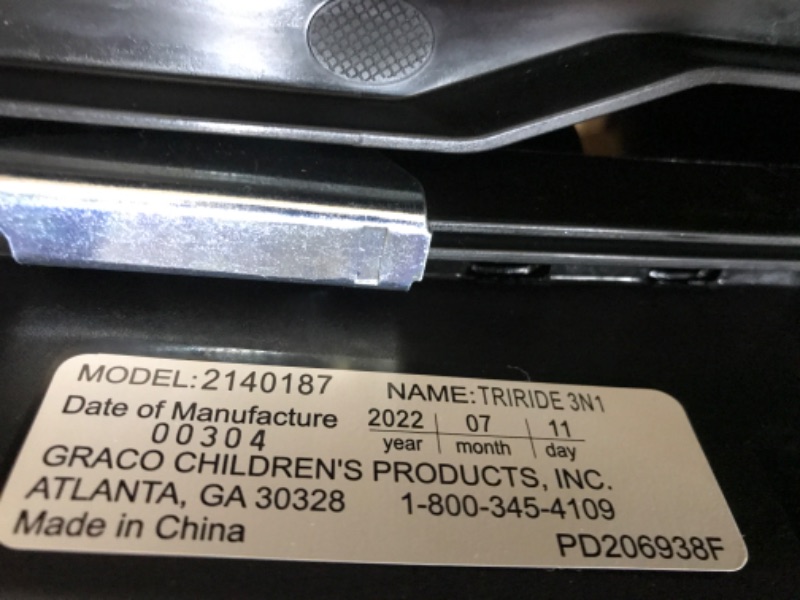 MODEL:2140187 NAME:TRIRIDE 3N1
Date of Manufacture 2022 07 11
00304 year month day
GRACO CHILDREN'S PRODUCTS, INC.
ATLANTA, GA 30328 1-800-345-4109
Made in China PD206938F